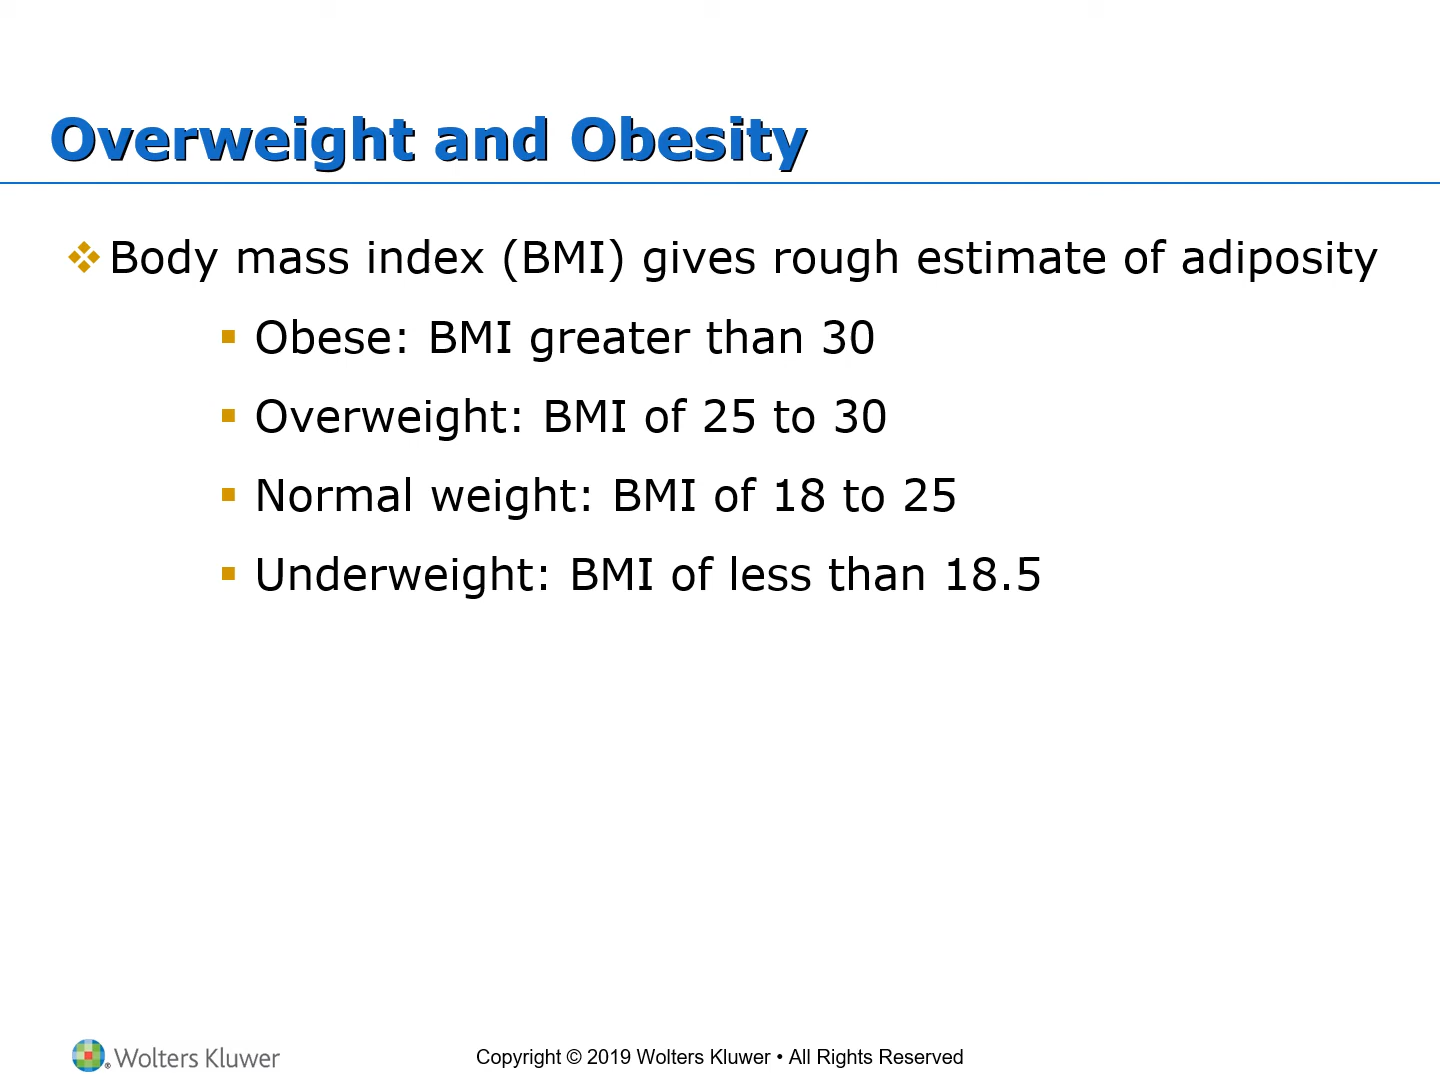 Overweight and Obesity
❖Body mass index (BMI) gives rough estimate of adiposity
▪ Obese: BMI greater than 30
▪ Overweight: BMI of 25 to 30
▪ Normal weight: BMI of 18 to 25
▪ Underweight: BMI of less than 18.5
® Wolters Kluwer
Copyright © 2019 Wolters Kluwer • All Rights Reserved